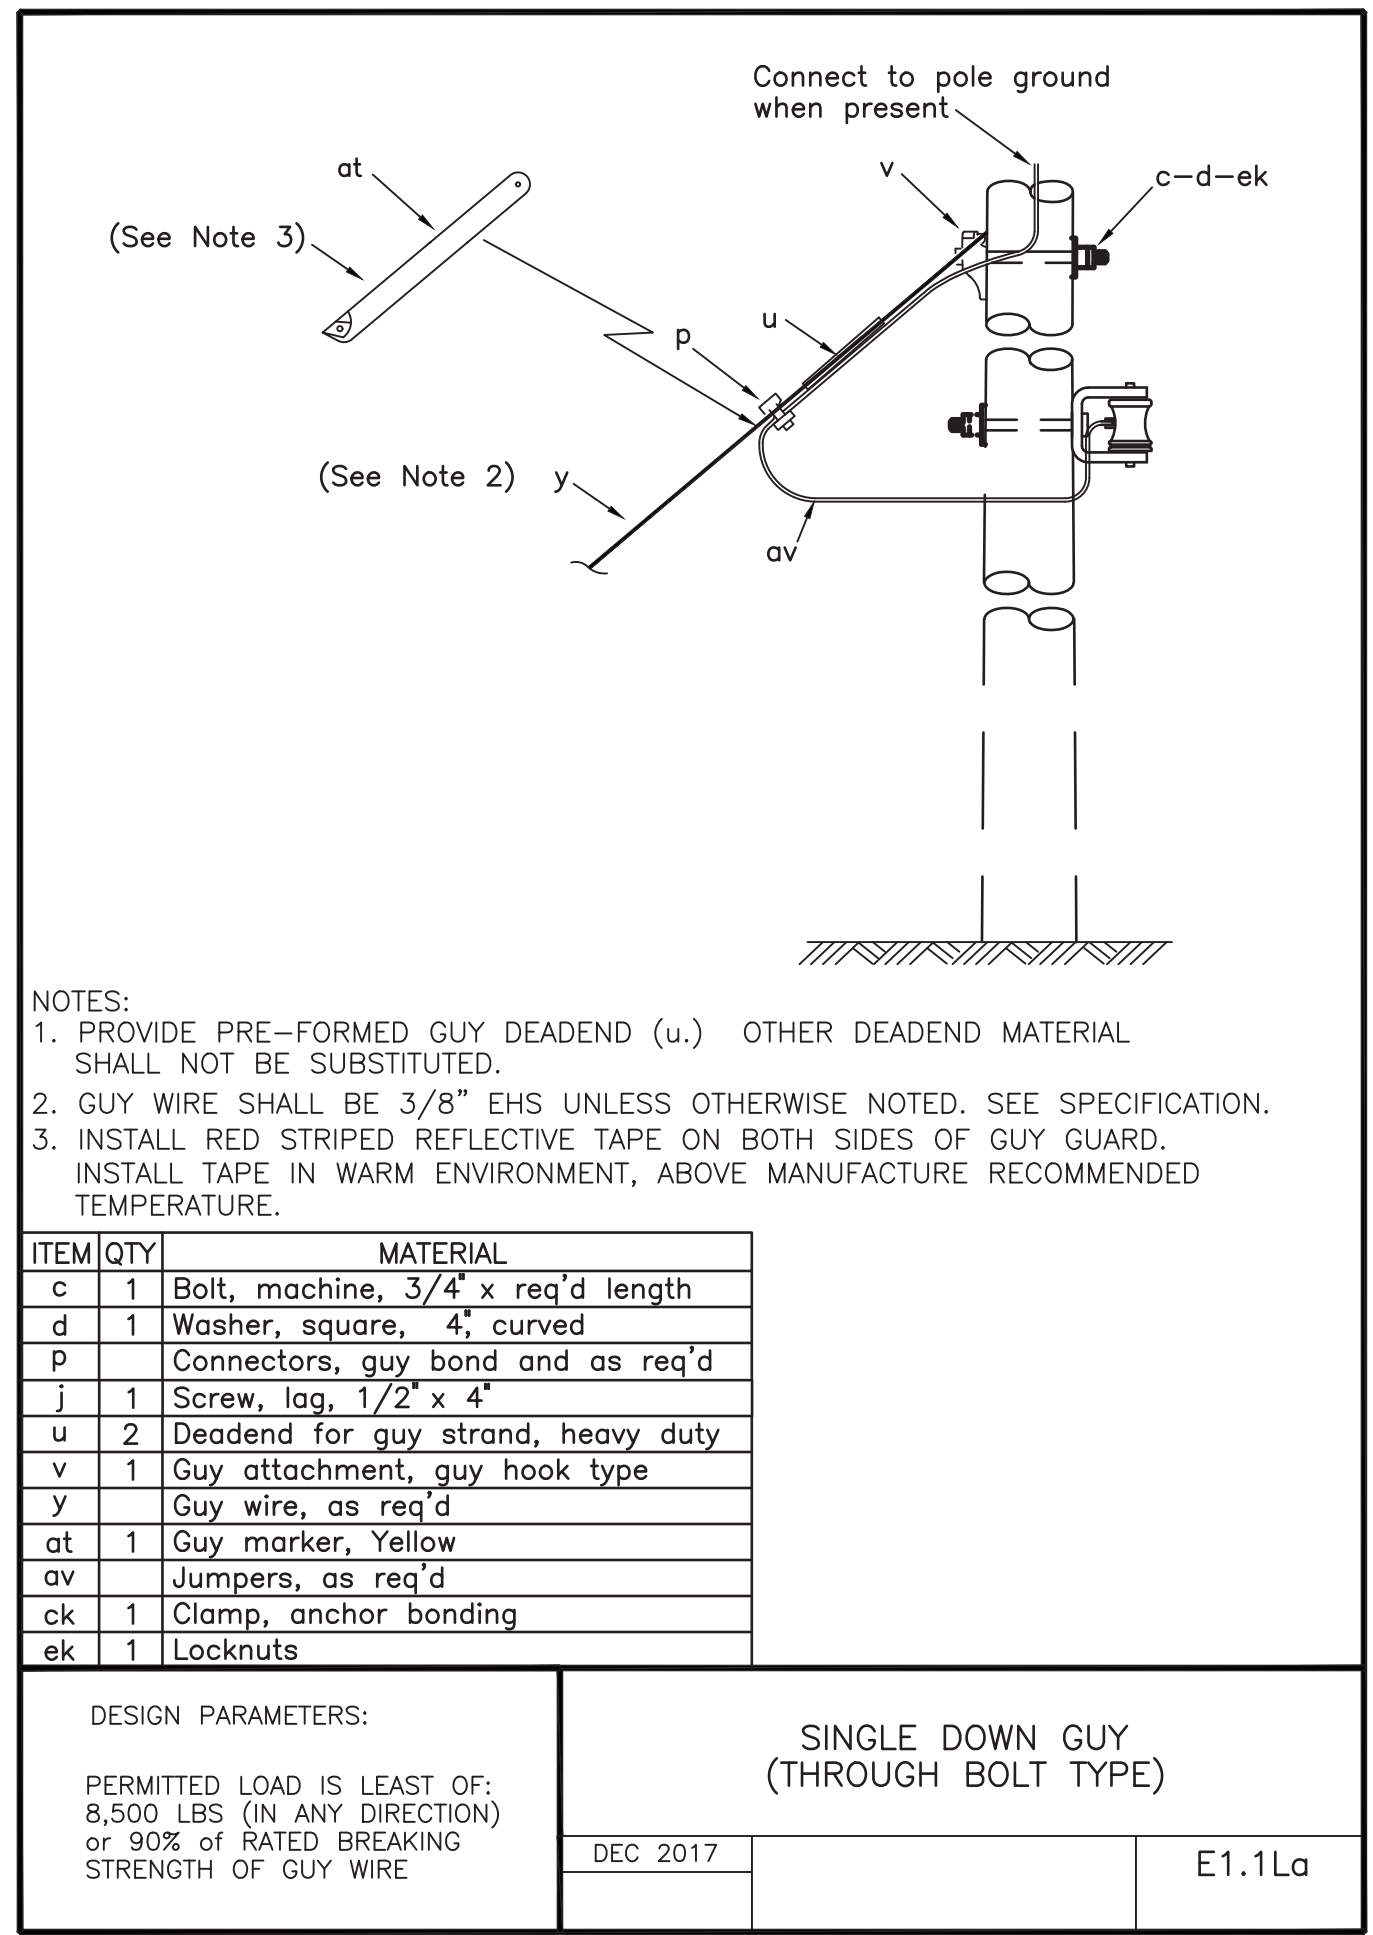 Connect to pole ground
when present
at
v
c-d-ek
(See Note 3)
u
p
(See Note 2) y
av
NOTES:
1. PROVIDE PRE-FORMED GUY DEADEND (u.) OTHER DEADEND MATERIAL
SHALL NOT BE SUBSTITUTED.
2. GUY WIRE SHALL BE 3/8" EHS UNLESS OTHERWISE NOTED. SEE SPECIFICATION.
3. INSTALL RED STRIPED REFLECTIVE TAPE ON BOTH SIDES OF GUY GUARD.
INSTALL TAPE IN WARM ENVIRONMENT, ABOVE MANUFACTURE RECOMMENDED
TEMPERATURE.
ITEM QTY MATERIAL
c 1 Bolt, machine, 3/4" x req'd length
d 1 Washer, square, 4", curved
p Connectors, guy bond and as req'd
j 1 Screw, lag, 1/2" x 4"
u 2 Deadend for guy strand, heavy duty
v 1 Guy attachment, guy hook type
y Guy wire, as req'd
at 1 Guy marker, Yellow
av Jumpers, as req'd
ck 1 Clamp, anchor bonding
ek 1 Locknuts
DESIGN PARAMETERS:
PERMITTED LOAD IS LEAST OF:
8,500 LBS (IN ANY DIRECTION)
or 90% of RATED BREAKING
STRENGTH OF GUY WIRE
SINGLE DOWN GUY
(THROUGH BOLT TYPE)
DEC 2017
E1.1La